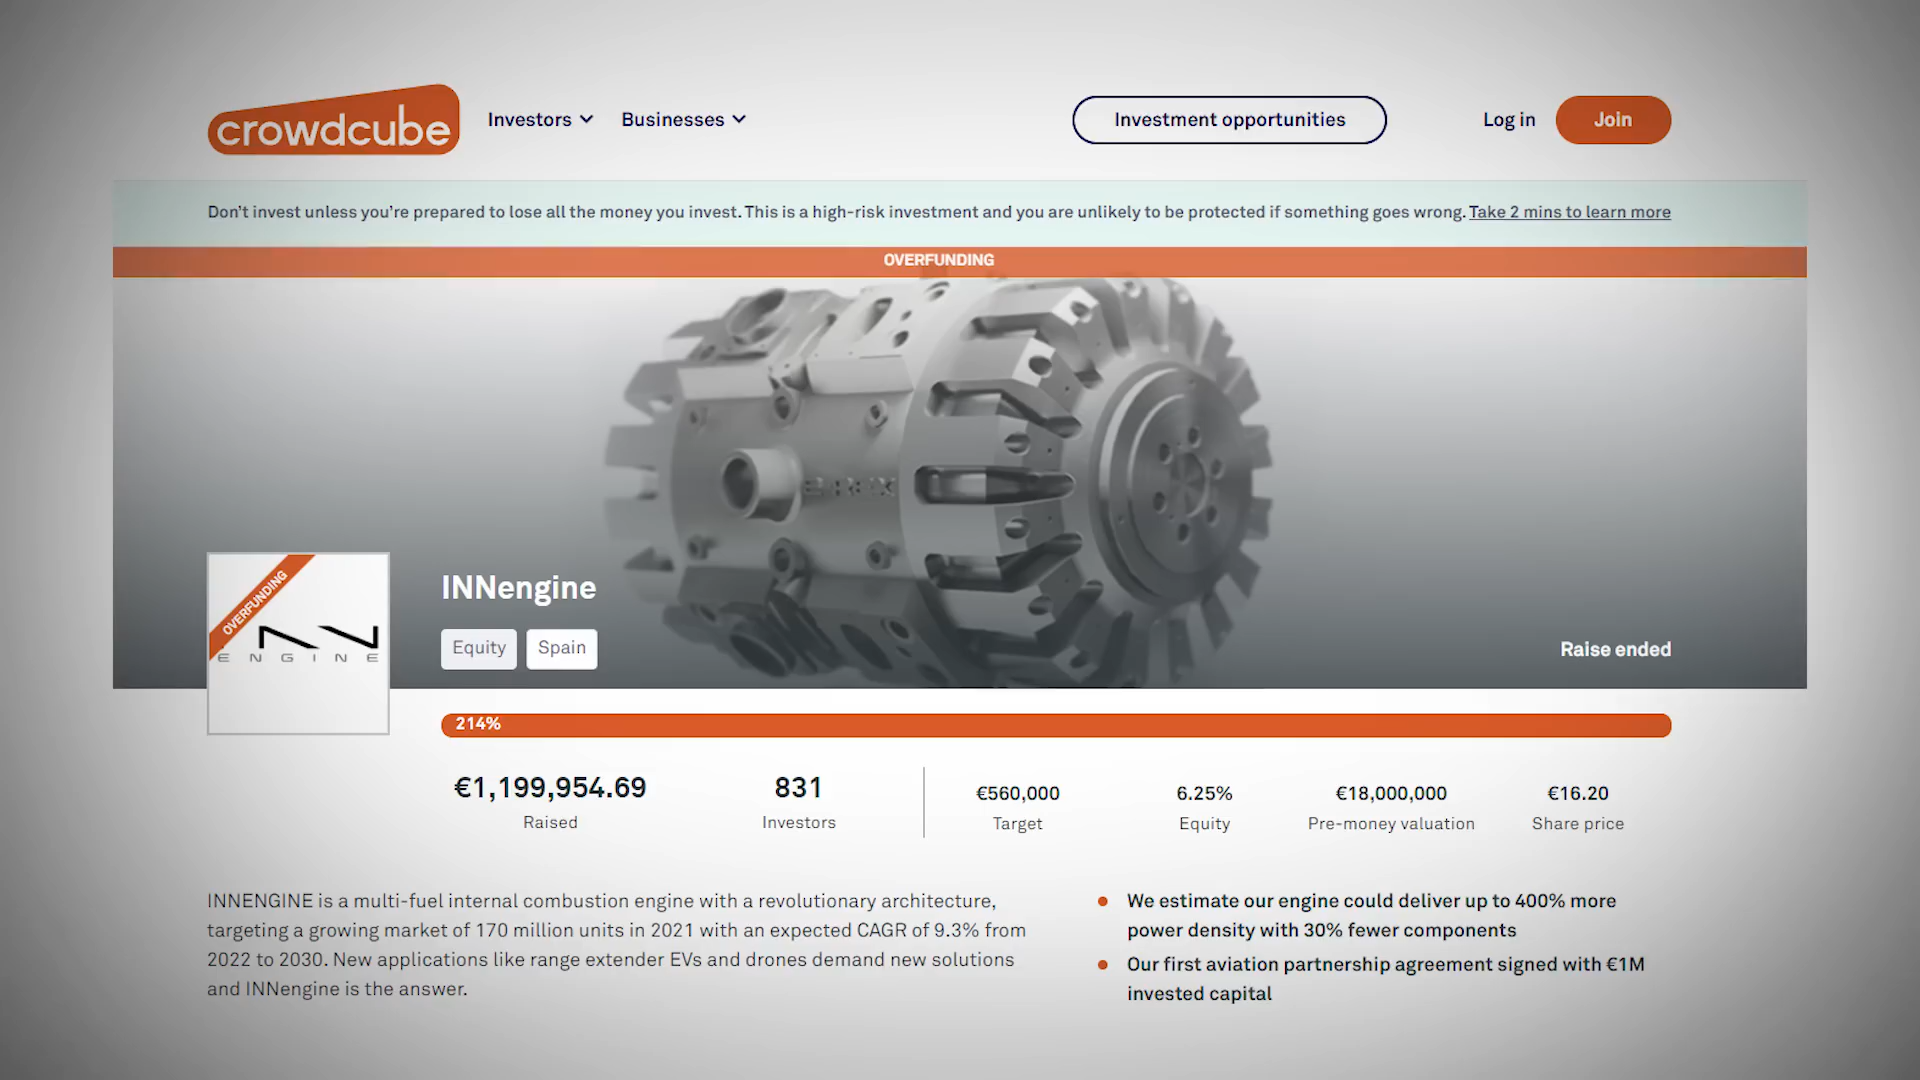 crowdcube
Investors
Businesses
Investment opportunities
Log in
Join
Don't invest unless you're prepared to lose all the money you invest. This is a high-risk investment and you are unlikely to be protected if something goes wrong. Take 2 mins to learn more
OVERFUNDING
OVERFUNDING
ENGINE
INNengine
Equity
Spain
Raise ended
214%
€1,199,954.69
Raised
831
Investors
€560,000
Target
6.25%
Equity
€18,000,000
Pre-money valuation
€16.20
Share price
INNENGINE is a multi-fuel internal combustion engine with a revolutionary architecture,
targeting a growing market of 170 million units in 2021 with an expected CAGR of 9.3% from
2022 to 2030. New applications like range extender EVs and drones demand new solutions
and INNengine is the answer.
We estimate our engine could deliver up to 400% more
power density with 30% fewer components
Our first aviation partnership agreement signed with €1M
invested capital